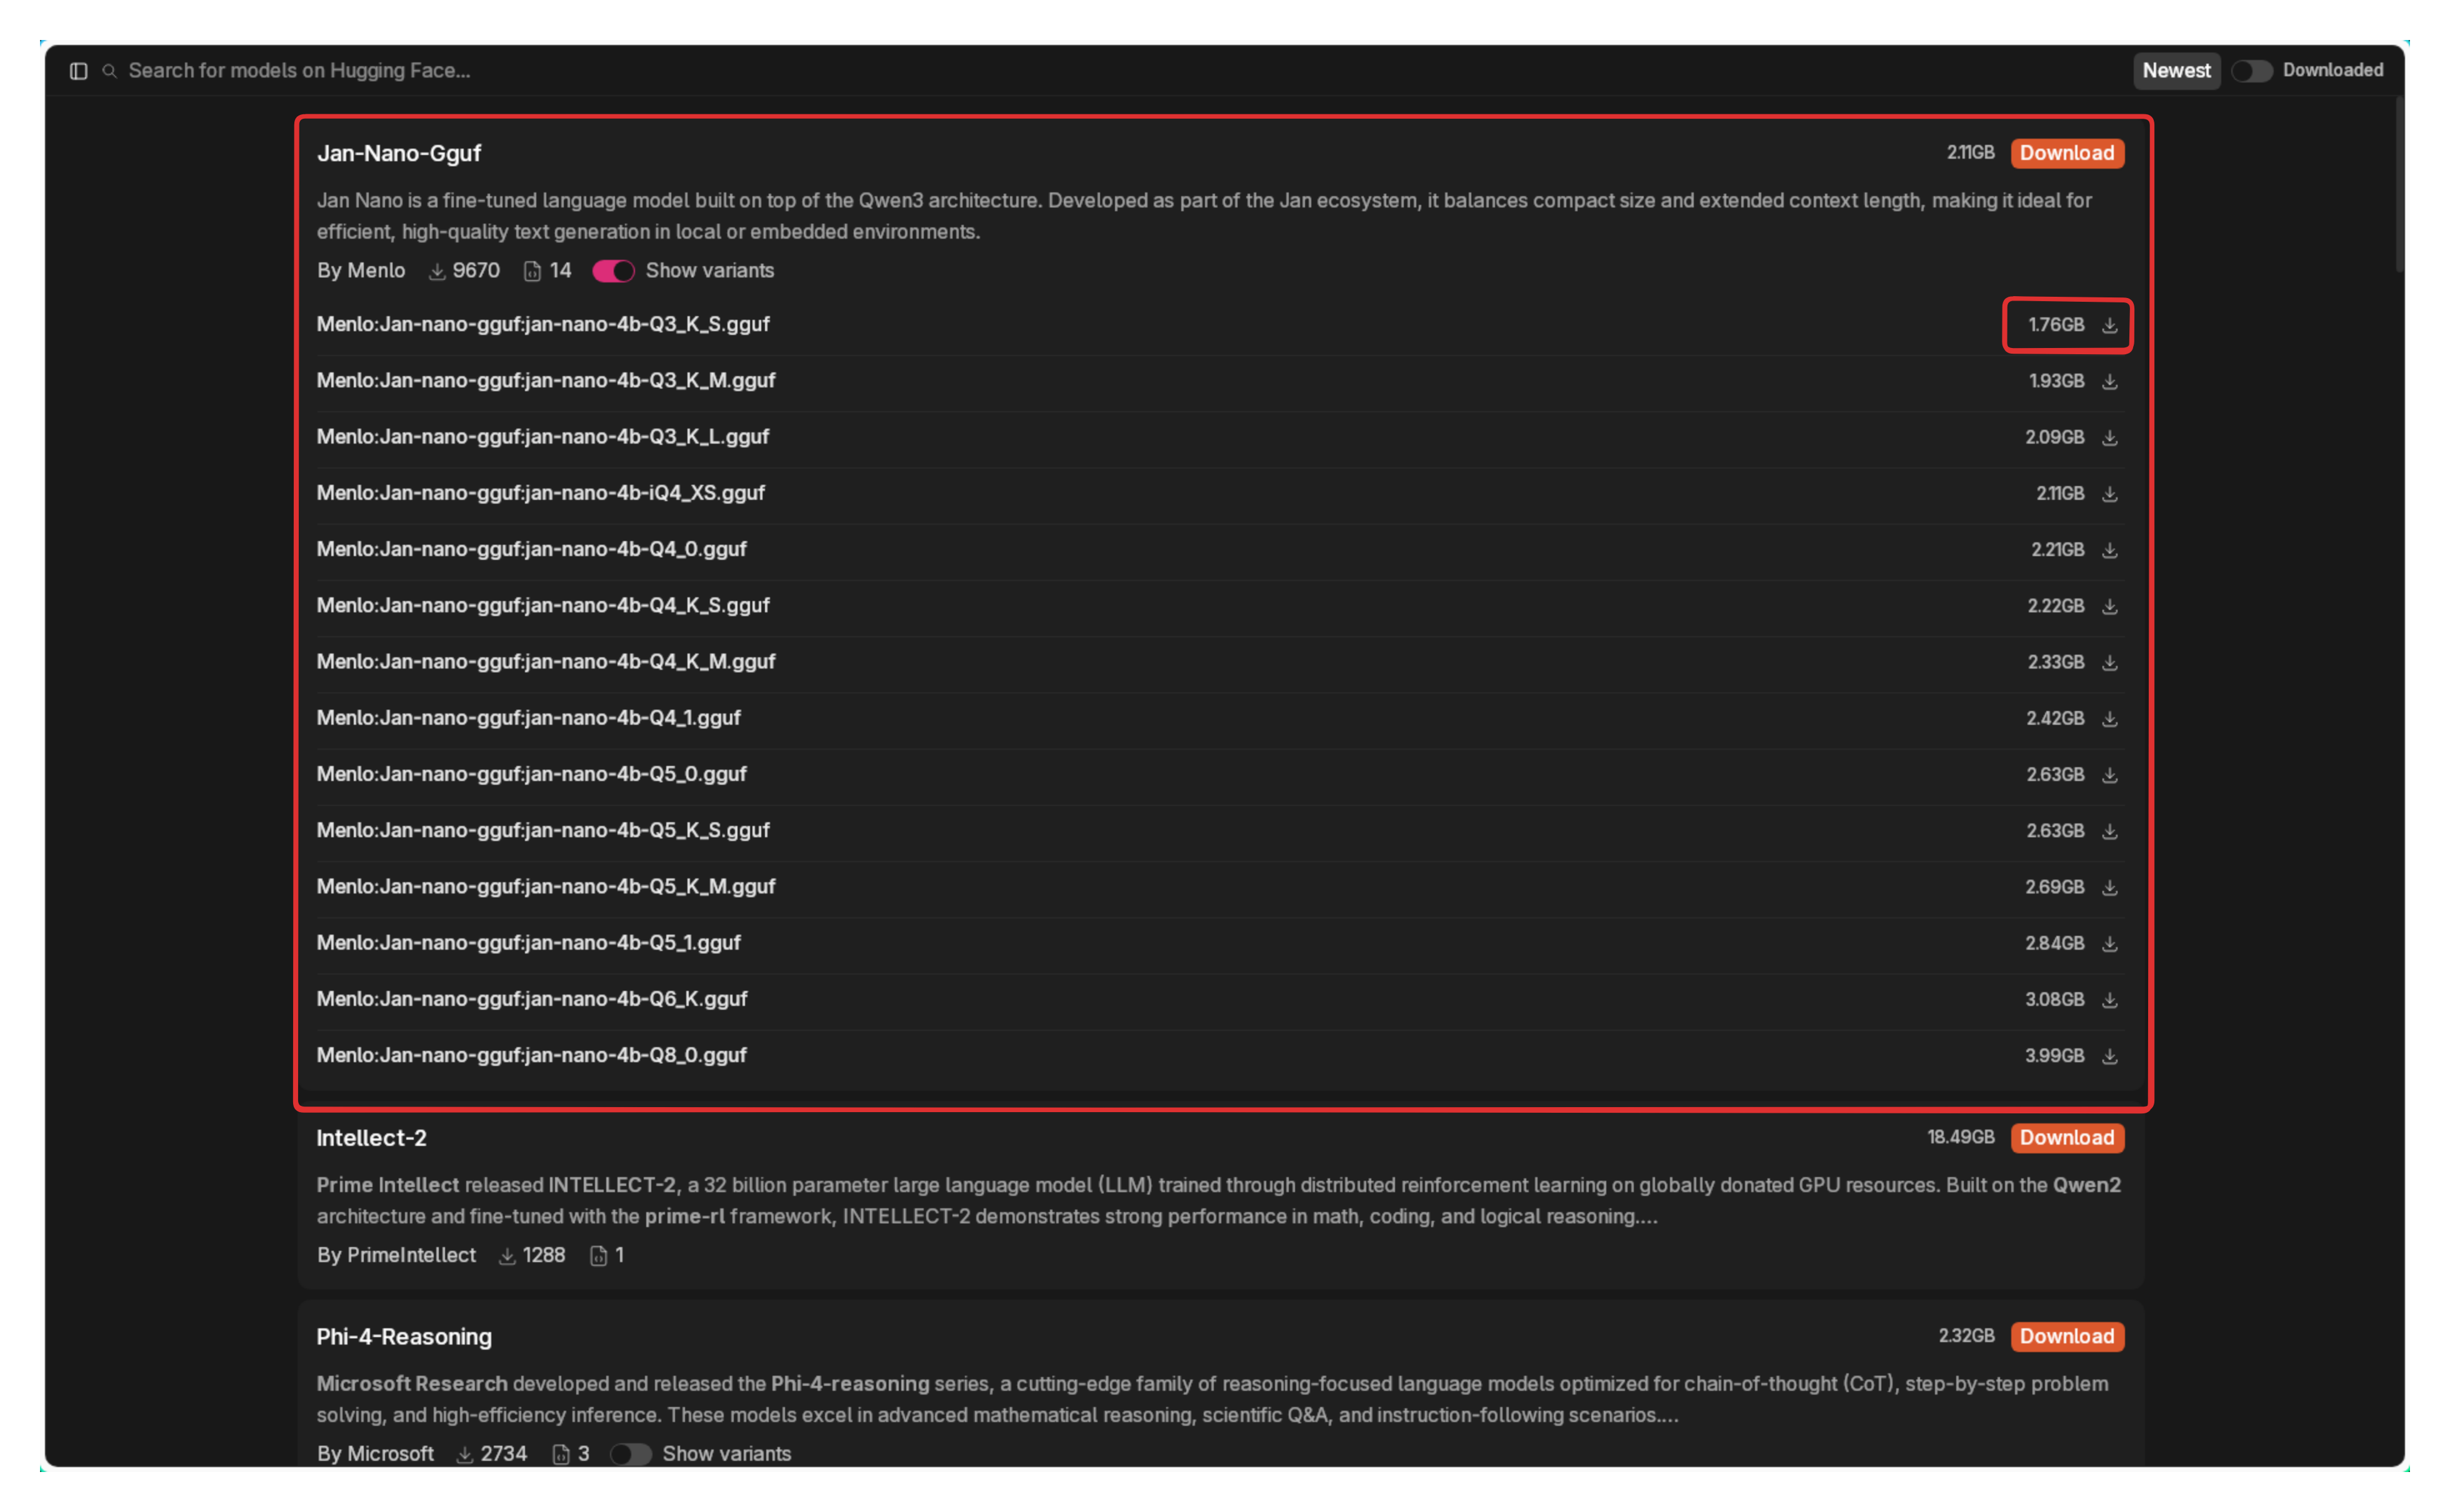 Search for models on Hugging Face... Newest Downloaded
Jan-Nano-Gguf 2.11GB Download
Jan Nano is a fine-tuned language model built on top of the Qwen3 architecture. Developed as part of the Jan ecosystem, it balances compact size and extended context length, making it ideal for
efficient, high-quality text generation in local or embedded environments.
By Menlo 9670 14 Show variants
Menlo:Jan-nano-gguf:jan-nano-4b-Q3_K_S.gguf 1.76GB
Menlo:Jan-nano-gguf:jan-nano-4b-Q3_K_M.gguf 1.93GB
Menlo:Jan-nano-gguf:jan-nano-4b-Q3_K_L.gguf 2.09GB
Menlo:Jan-nano-gguf:jan-nano-4b-iQ4_XS.gguf 2.11GB
Menlo:Jan-nano-gguf:jan-nano-4b-Q4_0.gguf 2.21GB
Menlo:Jan-nano-gguf:jan-nano-4b-Q4_K_S.gguf 2.22GB
Menlo:Jan-nano-gguf:jan-nano-4b-Q4_K_M.gguf 2.33GB
Menlo:Jan-nano-gguf:jan-nano-4b-Q4_1.gguf 2.42GB
Menlo:Jan-nano-gguf:jan-nano-4b-Q5_0.gguf 2.63GB
Menlo:Jan-nano-gguf:jan-nano-4b-Q5_K_S.gguf 2.63GB
Menlo:Jan-nano-gguf:jan-nano-4b-Q5_K_M.gguf 2.69GB
Menlo:Jan-nano-gguf:jan-nano-4b-Q5_1.gguf 2.84GB
Menlo:Jan-nano-gguf:jan-nano-4b-Q6_K.gguf 3.08GB
Menlo:Jan-nano-gguf:jan-nano-4b-Q8_0.gguf 3.99GB
Intellect-2 18.49GB Download
Prime Intellect released INTELLECT-2, a 32 billion parameter large language model (LLM) trained through distributed reinforcement learning on globally donated GPU resources. Built on the Qwen2
architecture and fine-tuned with the prime-rl framework, INTELLECT-2 demonstrates strong performance in math, coding, and logical reasoning....
By PrimeIntellect 1288 1
Phi-4-Reasoning 2.32GB Download
Microsoft Research developed and released the Phi-4-reasoning series, a cutting-edge family of reasoning-focused language models optimized for chain-of-thought (CoT), step-by-step problem
solving, and high-efficiency inference. These models excel in advanced mathematical reasoning, scientific Q&A, and instruction-following scenarios....
By Microsoft 2734 3 Show variants